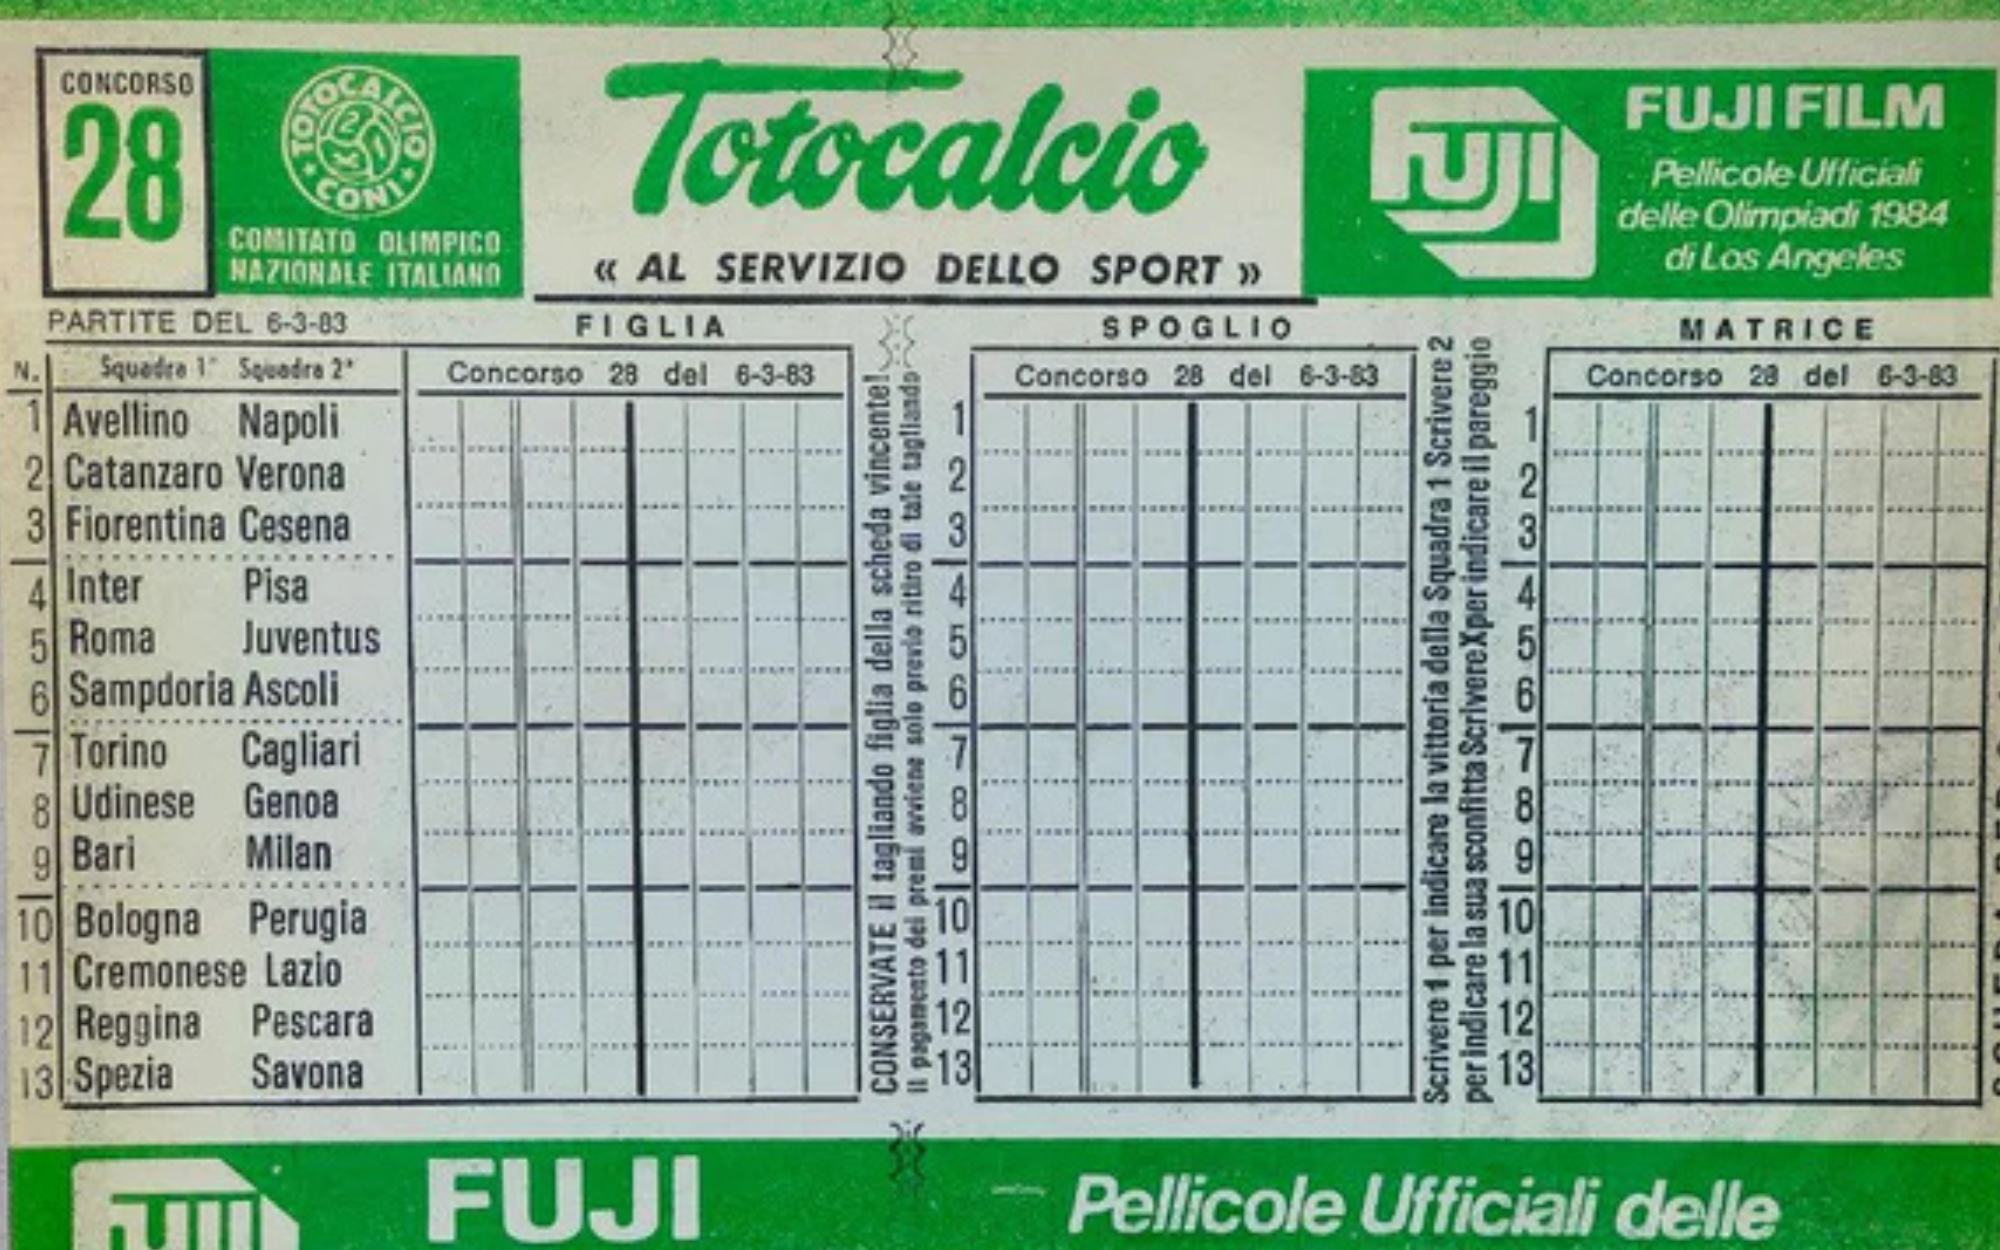 CONCORSO
28
TOTOCALCIO
CONI
COMITATO OLIMPICO
NAZIONALE ITALIANO
Totocalcio
« AL SERVIZIO DELLO SPORT »
FUJI
FUJI FILM
Pellicole Ufficiali
delle Olimpiadi 1984
di Los Angeles
PARTITE DEL 6-3-83
N. Squadra 1ª Squadra 2ª
1 Avellino Napoli
2 Catanzaro Verona
3 Fiorentina Cesena
4 Inter Pisa
5 Roma Juventus
6 Sampdoria Ascoli
7 Torino Cagliari
8 Udinese Genoa
9 Bari Milan
10 Bologna Perugia
11 Cremonese Lazio
12 Reggina Pescara
13 Spezia Savona
FIGLIA
Concorso 28 del 6-3-83
CONSERVATE il tagliando figlia della scheda vincente!
Il pagamento dei premi avviene solo previo ritiro di tale tagliando
SPOGLIO
Concorso 28 del 6-3-83
1
2
3
4
5
6
7
8
9
10
11
12
13
Scrivere 1 per indicare la vittoria della Squadra 1 Scrivere 2
per indicare la sua sconfitta Scrivere X per indicare il pareggio
MATRICE
Concorso 28 del 6-3-83
1
2
3
4
5
6
7
8
9
10
11
12
13
FUJI
Pellicole Ufficiali delle